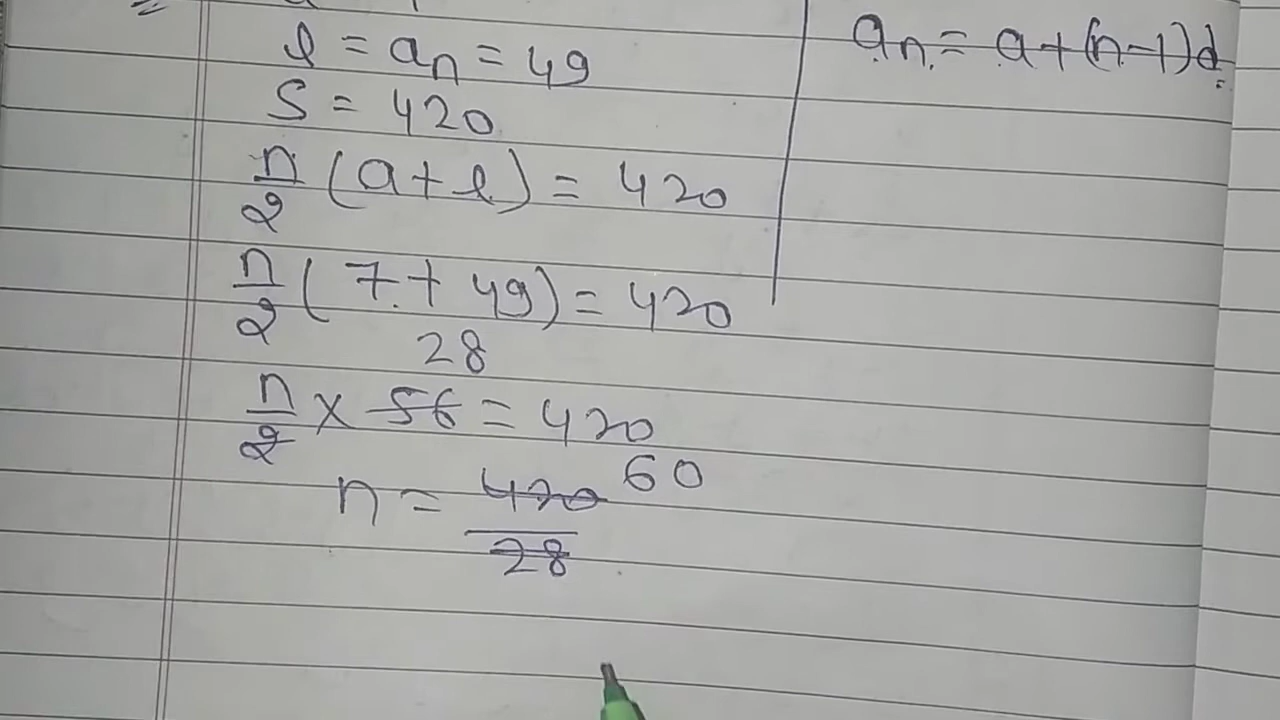 l = an = 49
S = 420
n/2 (a + l) = 420
n/2 (7 + 49) = 420
28
n/2 × 56 = 420
60
n = 420/28
an = a + (n-1)d